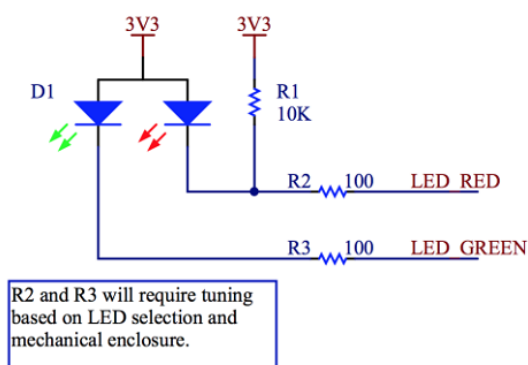 3V3 3V3
D1
R1
10K
R2 100 LED_RED
R3 100 LED_GREEN
R2 and R3 will require tuning
based on LED selection and
mechanical enclosure.